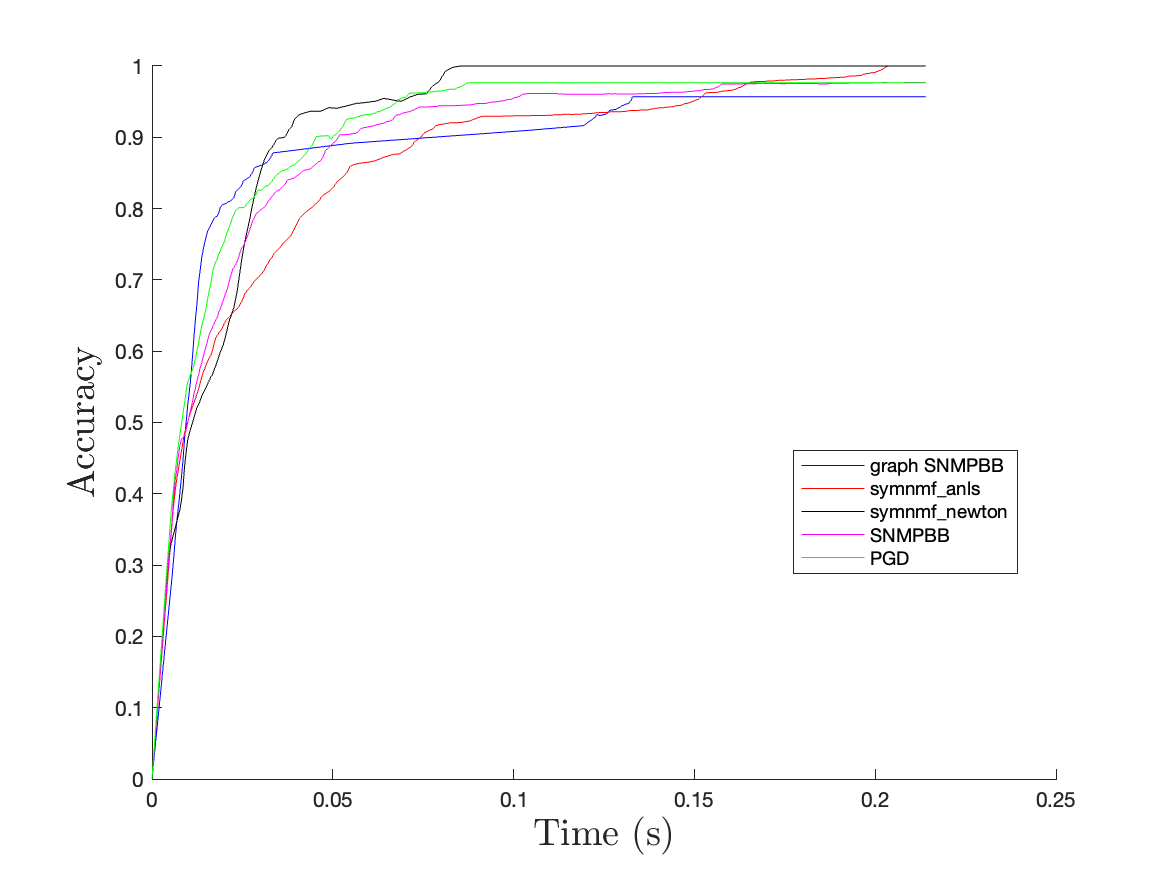 1
0.9
0.8
0.7
0.6
0.5
0.4
0.3
0.2
0.1
0
Accuracy
graph SNMPBB
symnmf_anls
symnmf_newton
SNMPBB
PGD
0 0.05 0.1 0.15 0.2 0.25
Time (s)